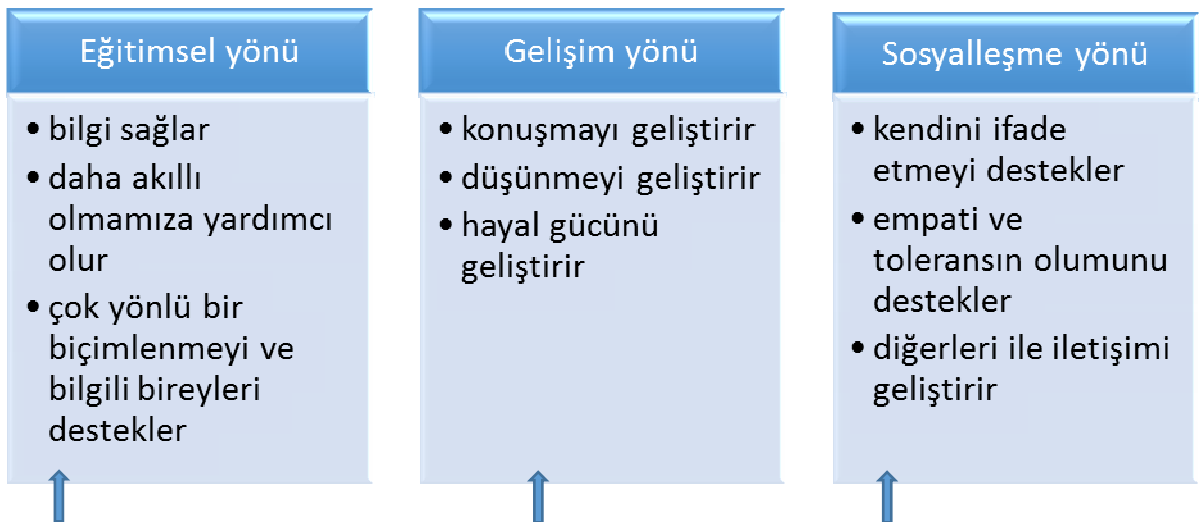 Eğitimsel yönü
• bilgi sağlar
• daha akıllı
olmamıza yardımcı
olur
• çok yönlü bir
biçimlenmeyi ve
bilgili bireyleri
destekler
Gelişim yönü
• konuşmayı geliştirir
• düşünmeyi geliştirir
• hayal gücünü
geliştirir
Sosyalleşme yönü
• kendini ifade
etmeyi destekler
• empati ve
toleransın olumunu
destekler
• diğerleri ile iletişimi
geliştirir